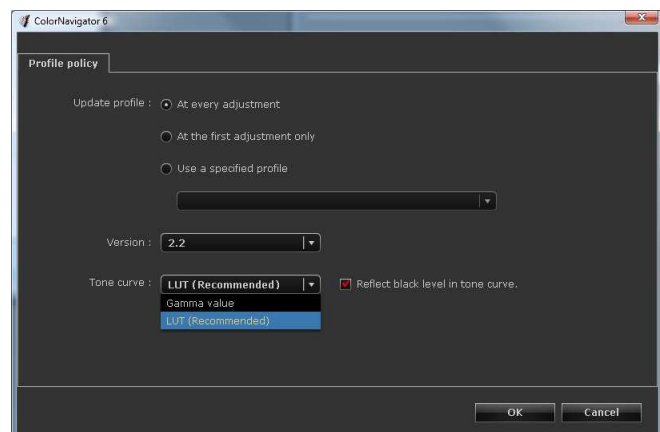 ColorNavigator 6
Profile policy
Update profile : At every adjustment
At the first adjustment only
Use a specified profile
Version : 2.2
Tone curve : LUT (Recommended) Reflect black level in tone curve.
Gamma value
LUT (Recommended)
OK Cancel